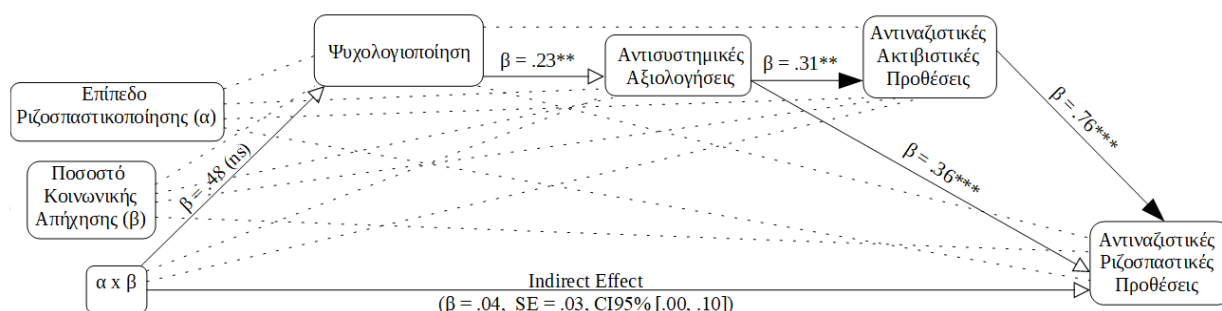 Ψυχολογιοποίηση
β = .23**
Αντισυστημικές
Αξιολογήσεις
β = .31**
Αντιναζιστικές
Ακτιβιστικές
Προθέσεις
Επίπεδο
Ριζοσπαστικοποίησης (α)
Ποσοστό
Κοινωνικής
Απήχησης (β)
β = .48 (ns)
β = .76***
β = .36***
Αντιναζιστικές
Ριζοσπαστικές
Προθέσεις
α x β
Indirect Effect
(β = .04, SE = .03, CI95% [.00, .10])